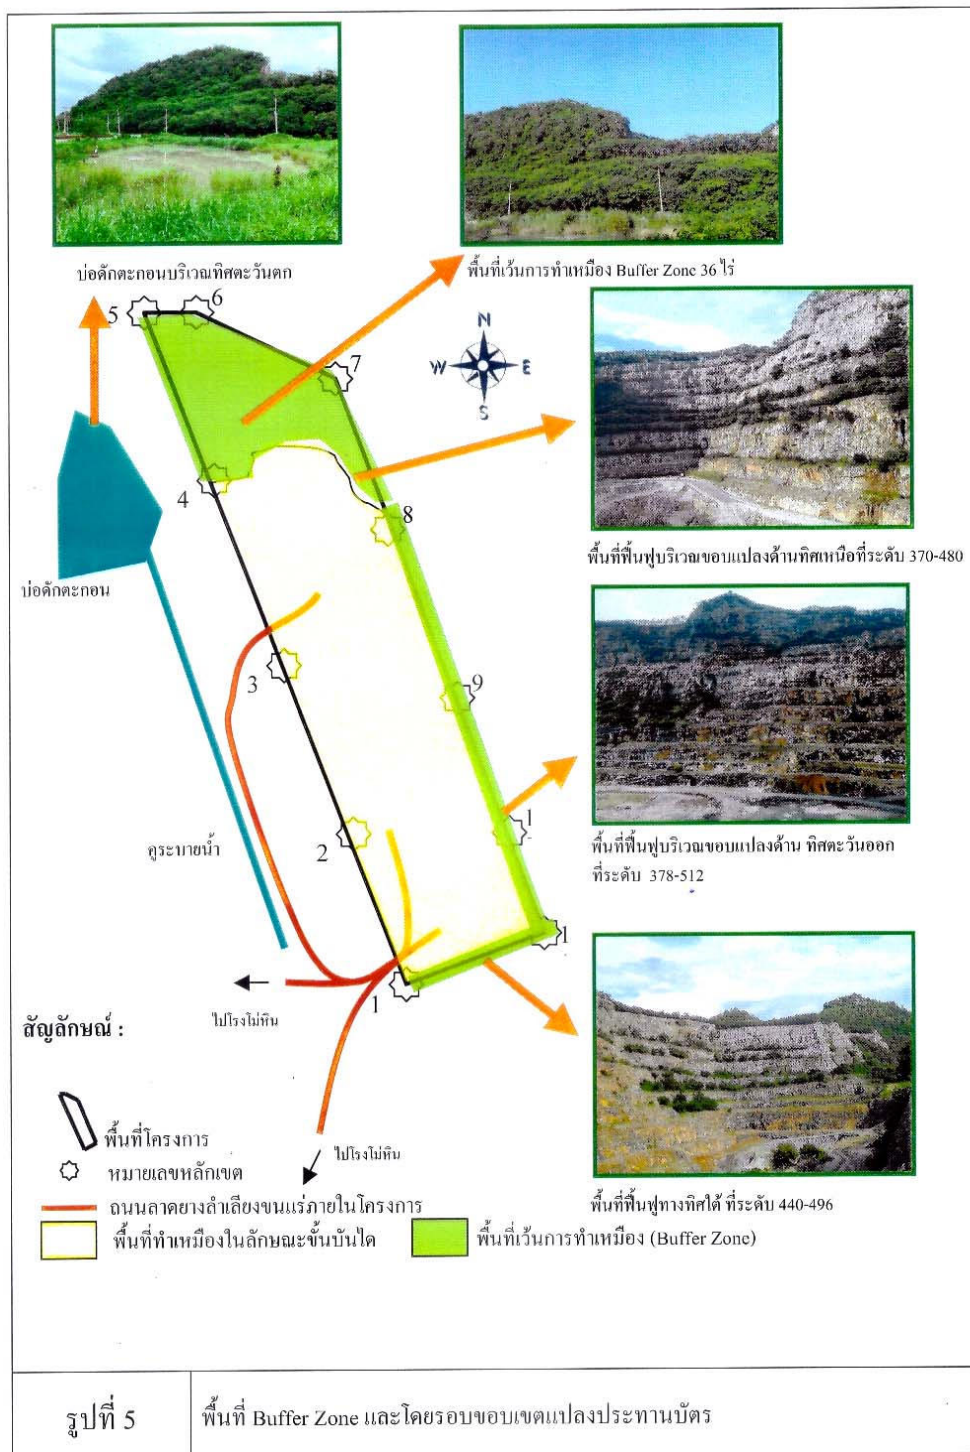 บ่อดักตะกอนบริเวณทิศตะวันตก
พื้นที่เว้นการทำเหมือง Buffer Zone 36 ไร่
5
6
7
N
W
E
S
4
8
พื้นที่ฟื้นฟูบริเวณขอบแปลงด้านทิศเหนือที่ระดับ 370-480
บ่อดักตะกอน
3
9
1
2
คูระบายน้ำ
พื้นที่ฟื้นฟูบริเวณขอบแปลงด้าน ทิศตะวันออก
ที่ระดับ 378-512
1
1
ไปโรงโม่หิน
สัญลักษณ์ :
ไปโรงโม่หิน
พื้นที่โครงการ
หมายเลขหลักเขต
ถนนลาดยางลำเลียงขนแร่ภายในโครงการ
พื้นที่ทำเหมืองในลักษณะขั้นบันได
พื้นที่เว้นการทำเหมือง (Buffer Zone)
พื้นที่ฟื้นฟูทางทิศใต้ ที่ระดับ 440-496
รูปที่ 5
พื้นที่ Buffer Zone และโดยรอบขอบเขตแปลงประทานบัตร